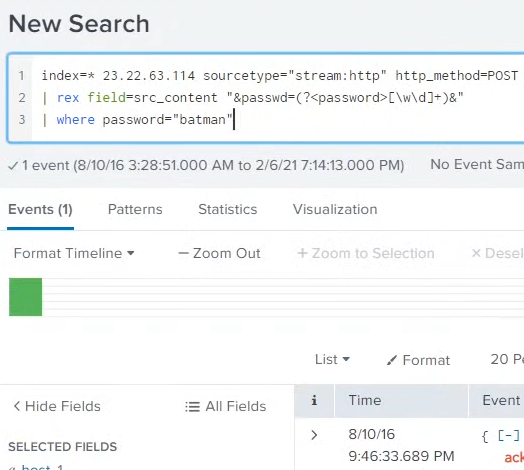 New Search
1 index=* 23.22.63.114 sourcetype="stream:http" http_method=POST
2 | rex field=src_content "&passwd=(?<password>[\w\d]+)&"
3 | where password="batman"
✓ 1 event (8/10/16 3:28:51.000 AM to 2/6/21 7:14:13.000 PM) No Event Sam
Events (1) Patterns Statistics Visualization
Format Timeline ▾ — Zoom Out + Zoom to Selection × Desel
List ▾ Format 20 Pe
< Hide Fields All Fields i Time Event
SELECTED FIELDS > 8/10/16 { [-]
9:46:33.689 PM ack
a host 1